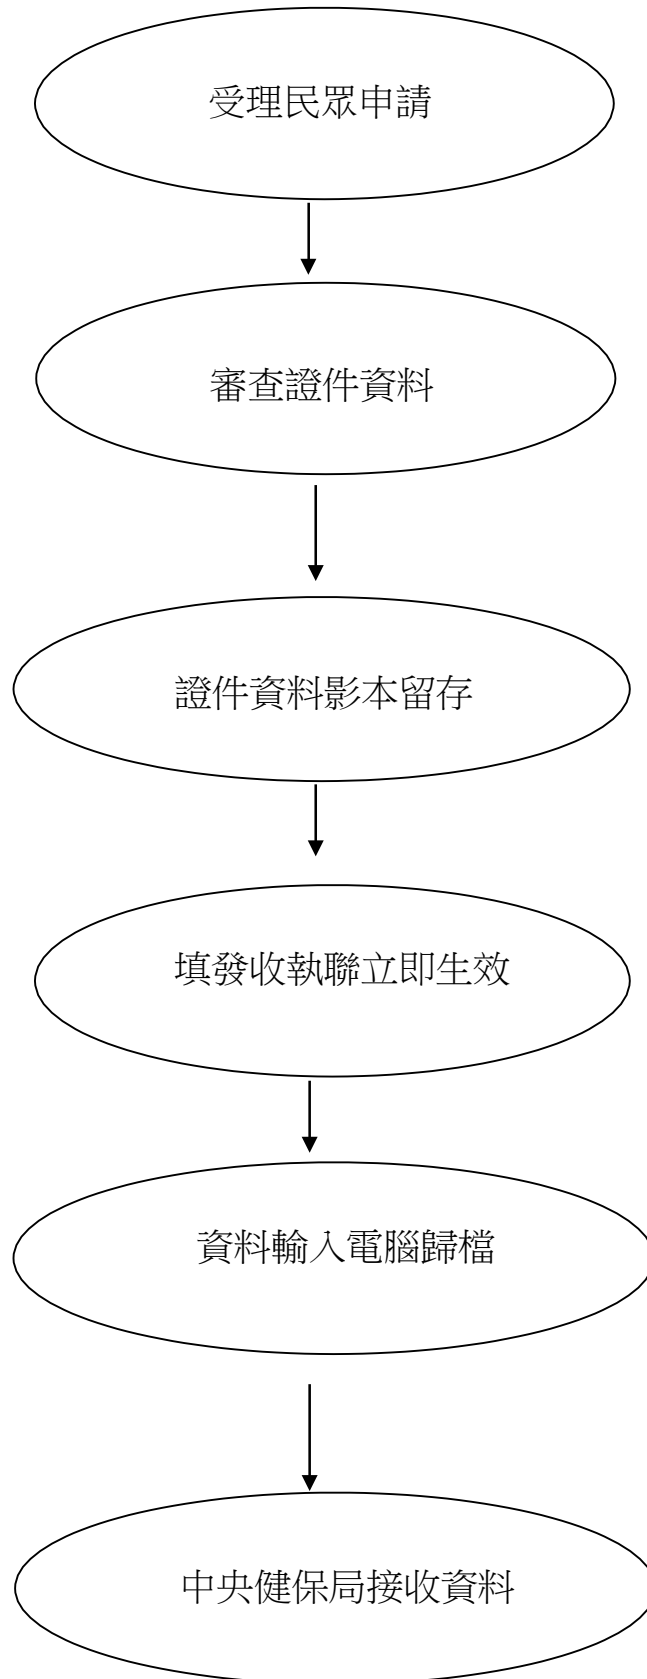 受理民眾申請
審查證件資料
證件資料影本留存
填發收執聯立即生效
資料輸入電腦歸檔
中央健保局接收資料